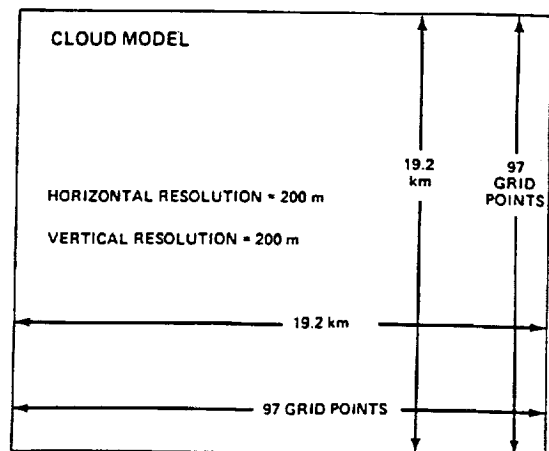 CLOUD MODEL
19.2
km
97
GRID
POINTS
HORIZONTAL RESOLUTION = 200 m
VERTICAL RESOLUTION = 200 m
19.2 km
97 GRID POINTS